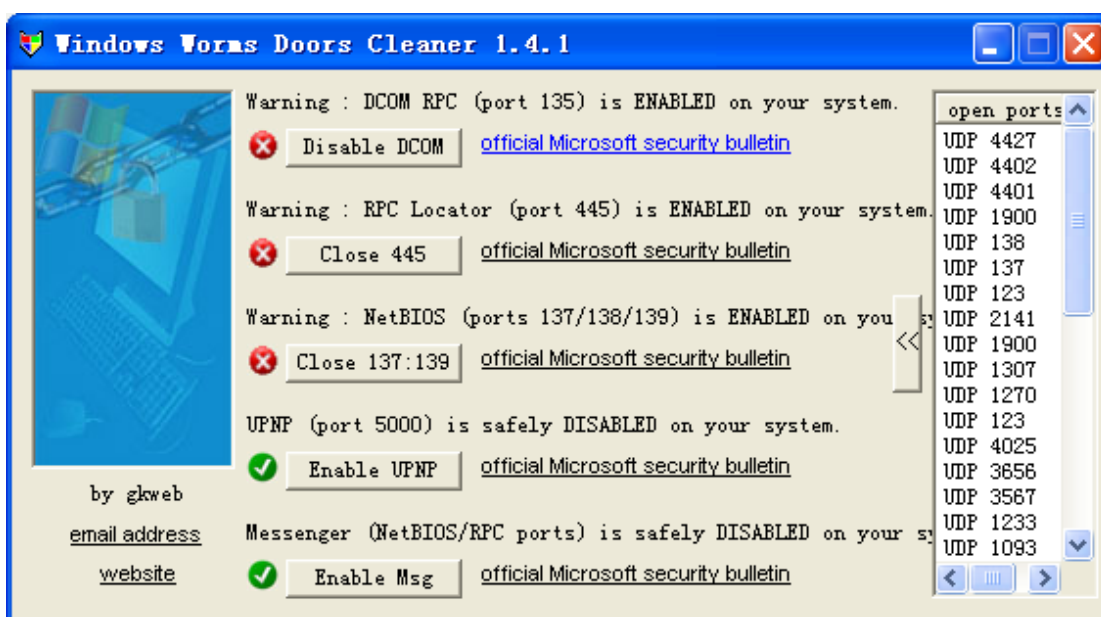 Windows Worms Doors Cleaner 1.4.1
Warning : DCOM RPC (port 135) is ENABLED on your system.
Disable DCOM
official Microsoft security bulletin
Warning : RPC Locator (port 445) is ENABLED on your system.
Close 445
official Microsoft security bulletin
Warning : NetBIOS (ports 137/138/139) is ENABLED on you sy
Close 137:139
official Microsoft security bulletin
UPNP (port 5000) is safely DISABLED on your system.
Enable UPNP
official Microsoft security bulletin
Messenger (NetBIOS/RPC ports) is safely DISABLED on your sy
Enable Msg
official Microsoft security bulletin
by gkweb
email address
website
<<
open ports
UDP 4427
UDP 4402
UDP 4401
UDP 1900
UDP 138
UDP 137
UDP 123
UDP 2141
UDP 1900
UDP 1307
UDP 1270
UDP 123
UDP 4025
UDP 3656
UDP 3567
UDP 1233
UDP 1093